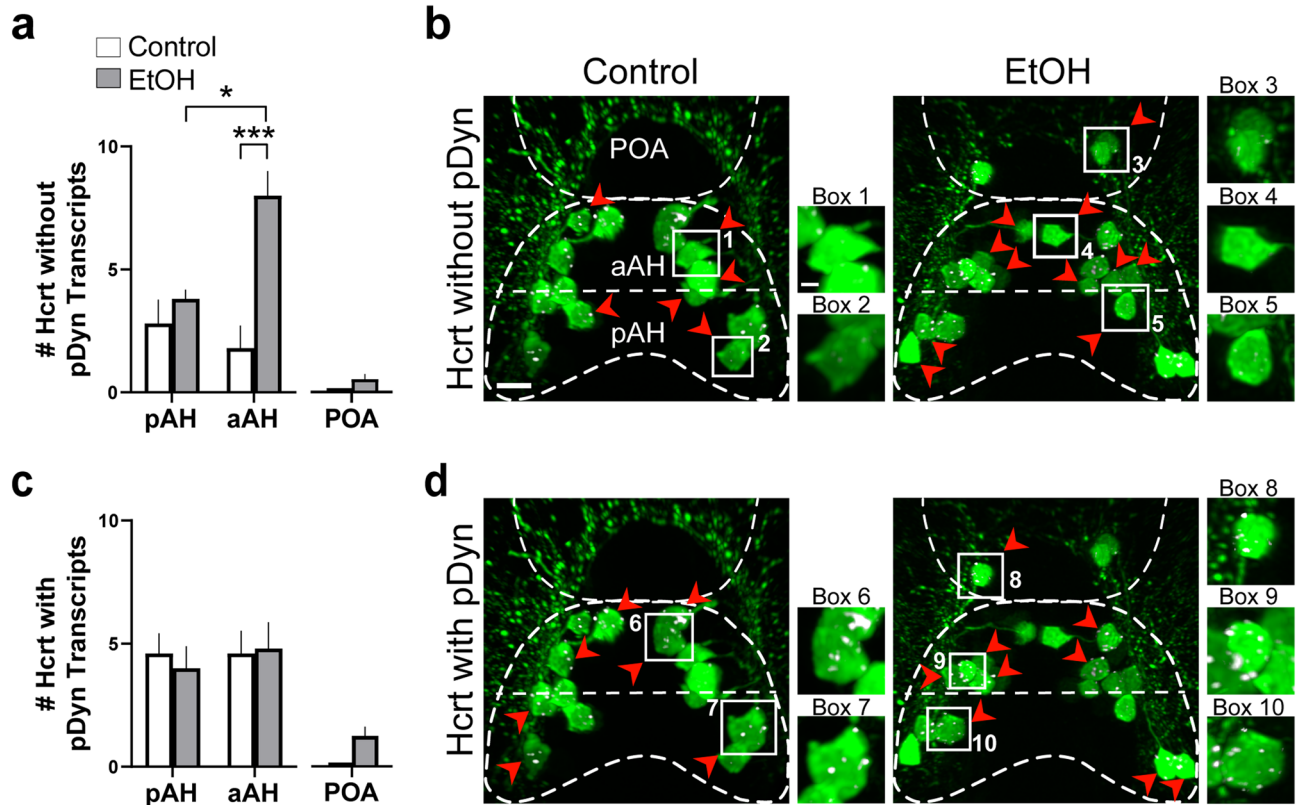 a
Control
EtOH
# Hcrt without
pDyn Transcripts
*
***
10
5
0
pAH aAH POA
b
Control EtOH
Hcrt without pDyn
POA
aAH
pAH
1
2
Box 1
Box 2
3
4
5
Box 3
Box 4
Box 5
c
# Hcrt with
pDyn Transcripts
10
5
0
pAH aAH POA
d
Hcrt with pDyn
6
7
Box 6
Box 7
8
9
10
Box 8
Box 9
Box 10